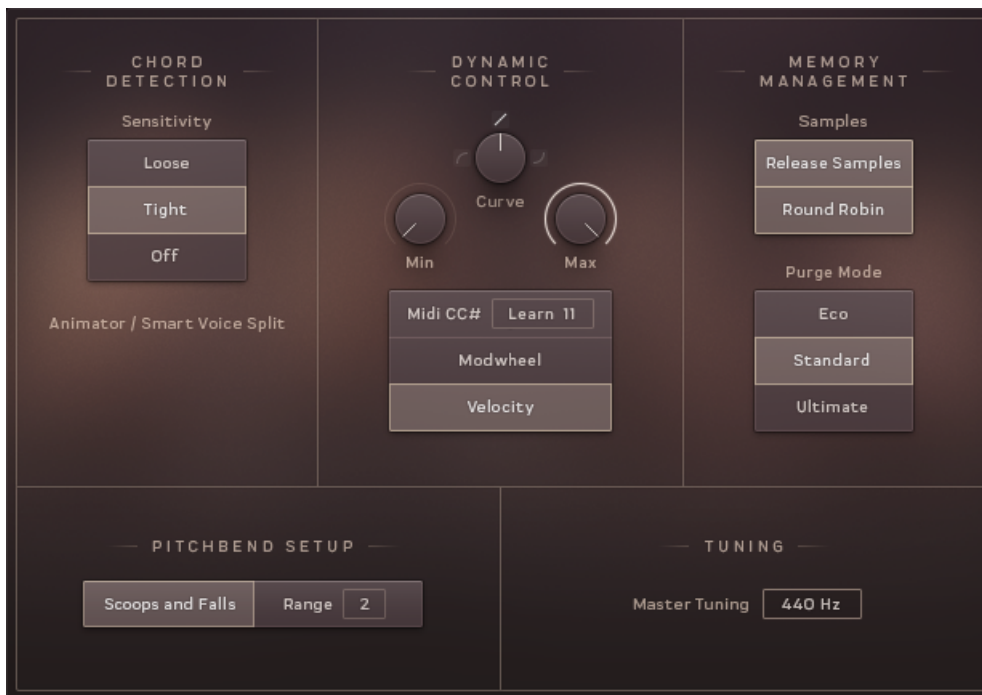 CHORD
DETECTION
Sensitivity
Loose
Tight
Off
Animator / Smart Voice Split
DYNAMIC
CONTROL
Curve
Min
Max
Midi CC# Learn 11
Modwheel
Velocity
MEMORY
MANAGEMENT
Samples
Release Samples
Round Robin
Purge Mode
Eco
Standard
Ultimate
PITCHBEND SETUP
Scoops and Falls Range 2
TUNING
Master Tuning 440 Hz